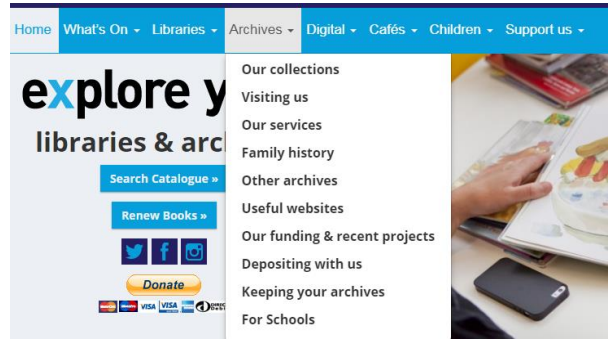 Home What's On Libraries Archives Digital Cafés Children Support us
explore y
libraries & arc
Search Catalogue »
Renew Books »
Donate
VISA VISA
Our collections
Visiting us
Our services
Family history
Other archives
Useful websites
Our funding & recent projects
Depositing with us
Keeping your archives
For Schools